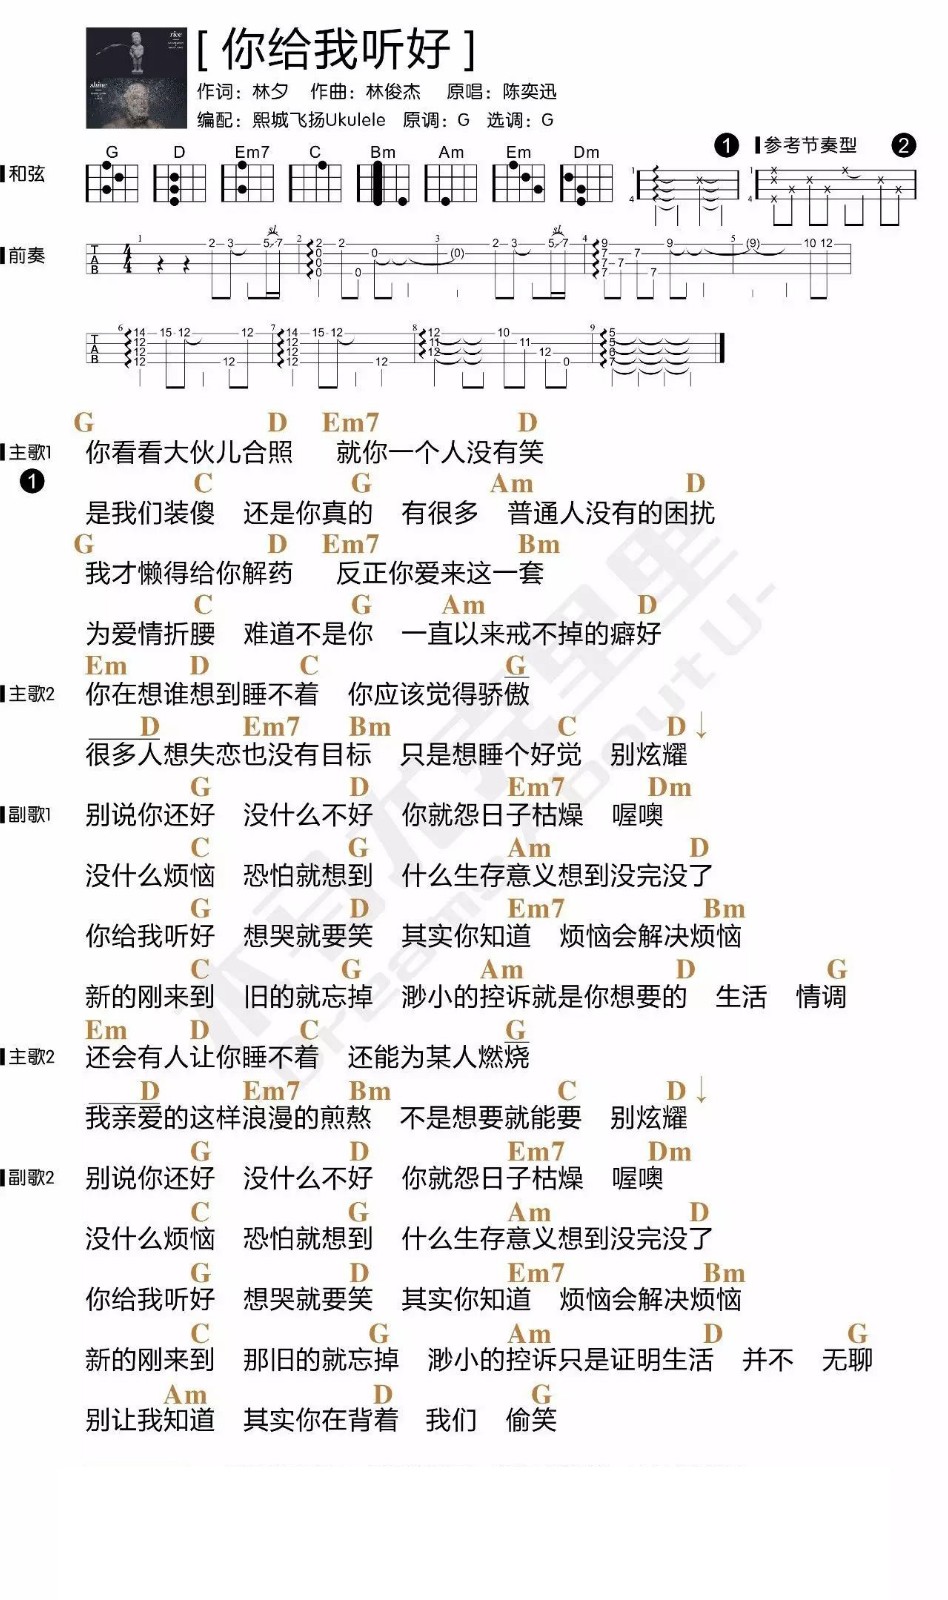 [ 你给我听好 ]
作词：林夕 作曲：林俊杰 原唱：陈奕迅
编配：熙城飞扬Ukulele 原调：G 选调：G
和弦 G D Em7 C Bm Am Em Dm 1 参考节奏型 2
前奏
G D Em7 D
主歌1 你看看大伙儿合照 就你一个人没有笑
1
C G Am D
是我们装傻 还是你真的 有很多 普通人没有的困扰
G D Em7 Bm
我才懒得给你解药 反正你爱来这一套
C G Am D
为爱情折腰 难道不是你 一直以来戒不掉的癖好
Em D C G
主歌2 你在想谁想到睡不着 你应该觉得骄傲
D Em7 Bm C D↓
很多人想失恋也没有目标 只是想睡个好觉 别炫耀
G D Em7 Dm
副歌1 别说你还好 没什么不好 你就怨日子枯燥 喔噢
C G Am D
没什么烦恼 恐怕就想到 什么生存意义想到没完没了
G D Em7 Bm
你给我听好 想哭就要笑 其实你知道 烦恼会解决烦恼
C G Am D G
新的刚来到 旧的就忘掉 渺小的控诉就是你想要的 生活 情调
Em D C G
主歌2 还会有人让你睡不着 还能为某人燃烧
D Em7 Bm C D↓
我亲爱的这样浪漫的煎熬 不是想要就能要 别炫耀
G D Em7 Dm
副歌2 别说你还好 没什么不好 你就怨日子枯燥 喔噢
C G Am D
没什么烦恼 恐怕就想到 什么生存意义想到没完没了
G D Em7 Bm
你给我听好 想哭就要笑 其实你知道 烦恼会解决烦恼
C G Am D G
新的刚来到 那旧的就忘掉 渺小的控诉只是证明生活 并不 无聊
Am D G
别让我知道 其实你在背着 我们 偷笑